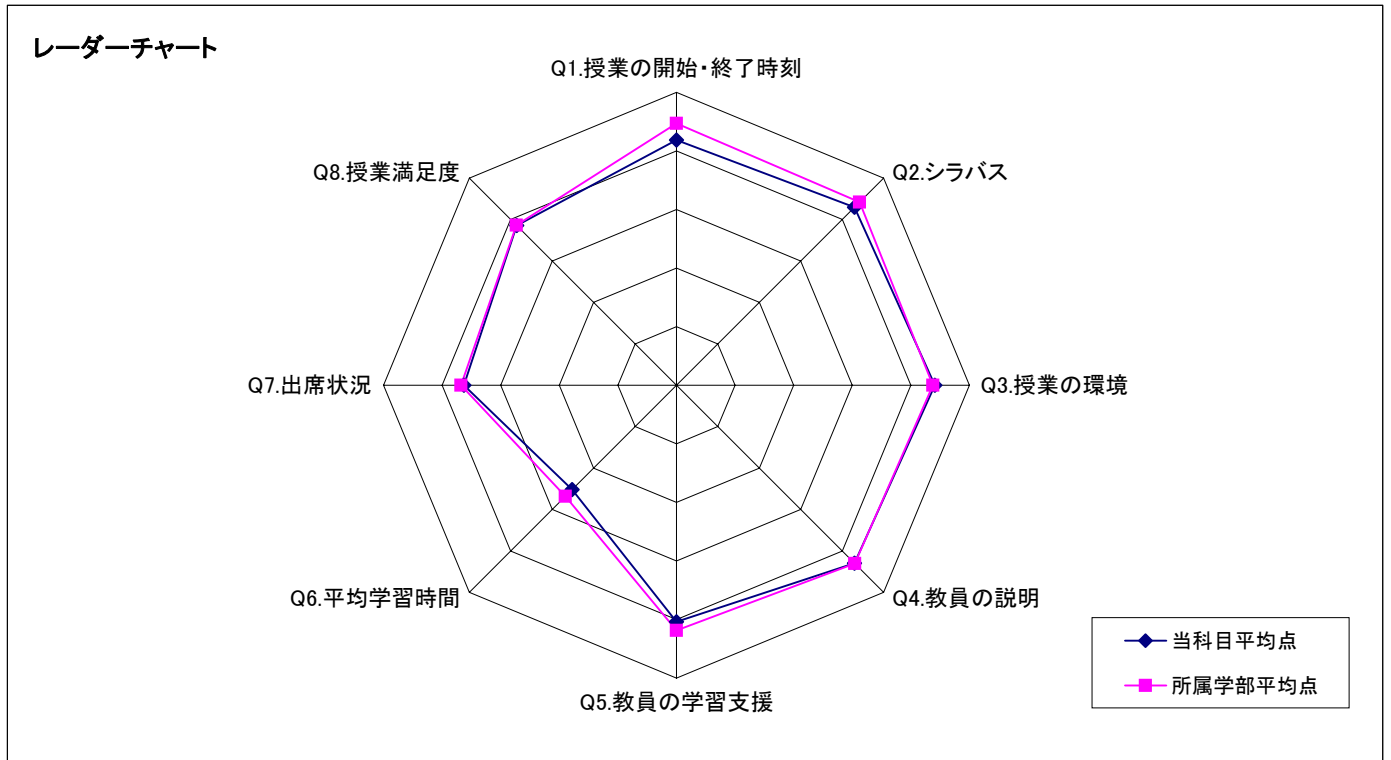 レーダーチャート
Q1.授業の開始・終了時刻
Q8.授業満足度
Q2.シラバス
Q7.出席状況
Q3.授業の環境
Q6.平均学習時間
Q4.教員の説明
Q5.教員の学習支援
当科目平均点
所属学部平均点